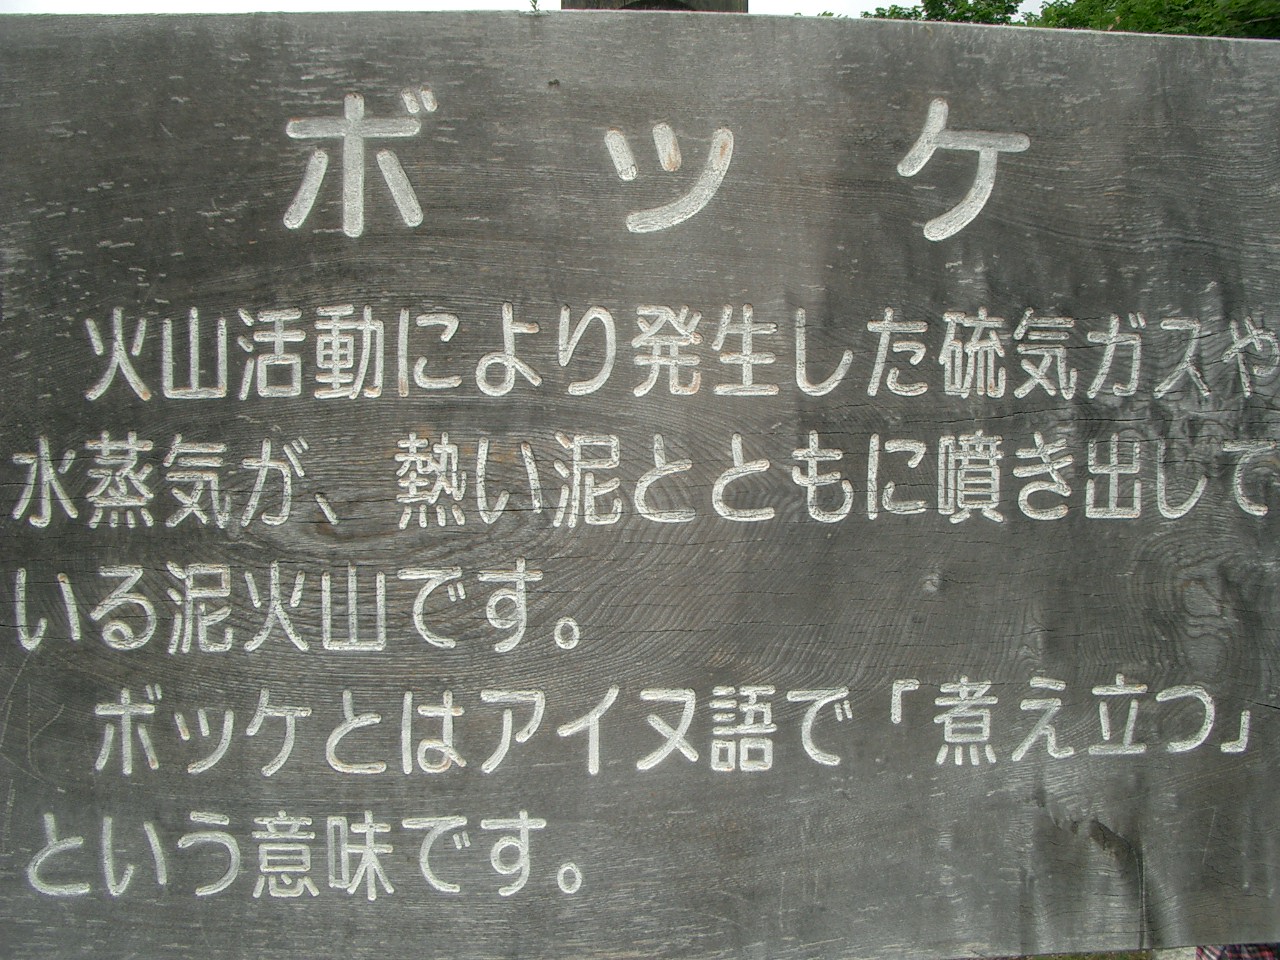 ボッケ
火山活動により発生した硫気ガスや
水蒸気が、熱い泥とともに噴き出して
いる泥火山です。
ボッケとはアイヌ語で「煮え立つ」
という意味です。